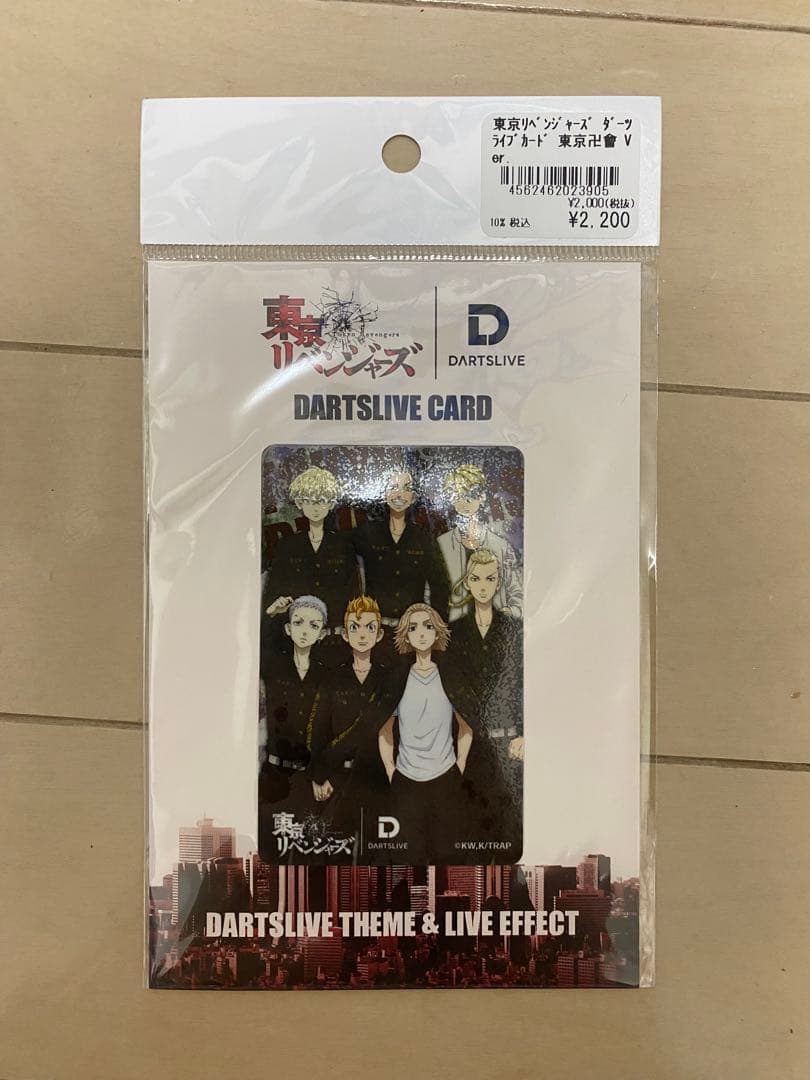 東京ﾘﾍﾞﾝｼﾞｬｰｽﾞ ﾀﾞｰﾂ
ﾗｲﾌﾞｶｰﾄﾞ 東京卍會 V
er.
4562462023905
¥2,000(税抜)
10% 税込 ¥2,200
東京
Tokyo Revengers
リベンジャーズ
DARTSLIVE
DARTSLIVE CARD
東京
リベンジャーズ
DARTSLIVE
©KW,K/TRAP
DARTSLIVE THEME & LIVE EFFECT